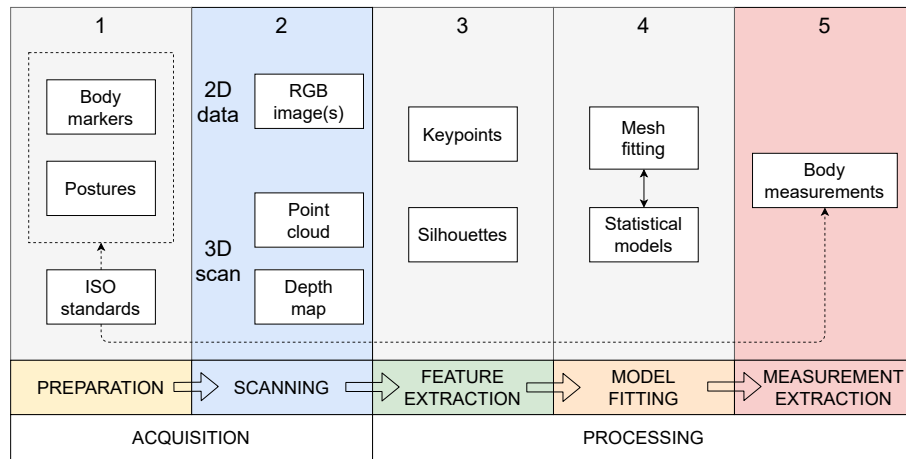 1
2
3
4
5
Body
markers
Postures
ISO
standards
2D
data
RGB
image(s)
3D
scan
Point
cloud
Depth
map
Keypoints
Silhouettes
Mesh
fitting
Statistical
models
Body
measurements
PREPARATION
SCANNING
FEATURE
EXTRACTION
MODEL
FITTING
MEASUREMENT
EXTRACTION
ACQUISITION
PROCESSING